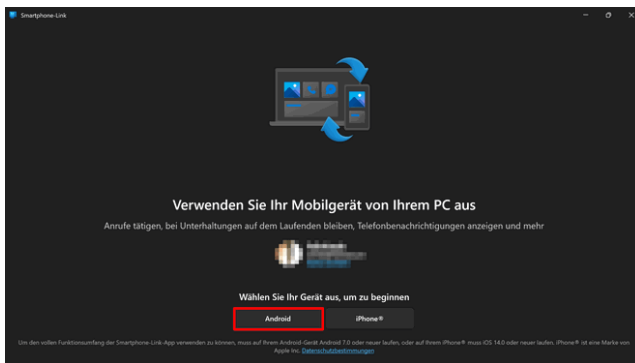 Smartphone-Link
Verwenden Sie Ihr Mobilgerät von Ihrem PC aus
Anrufe tätigen, bei Unterhaltungen auf dem Laufenden bleiben, Telefonbenachrichtigungen anzeigen und mehr
Wählen Sie Ihr Gerät aus, um zu beginnen
Android iPhone®
Um den vollen Funktionsumfang der Smartphone-Link-App verwenden zu können, muss auf Ihrem Android-Gerät Android 7.0 oder neuer laufen, oder auf Ihrem iPhone® muss iOS 14.0 oder neuer laufen. iPhone® ist eine Marke von
Apple Inc. Datenschutzbestimmungen